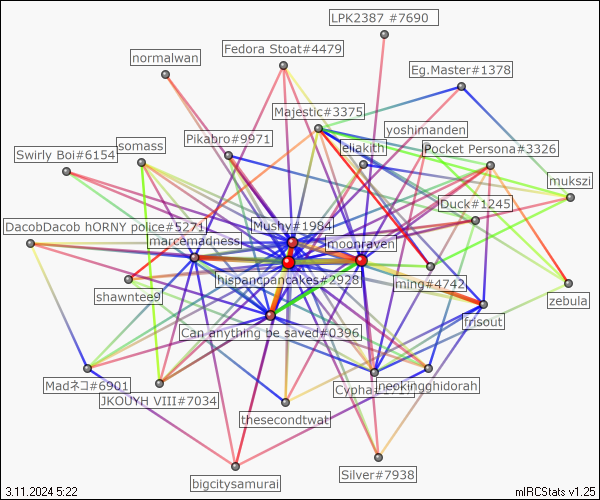 LPK2387 #7690
normalwan
Fedora Stoat#4479
Eg.Master#1378
Majestic#3375
yoshimanden
Pikabro#9971
somass
eliakith
Pocket Persona#3326
Swirly Boi#6154
mukszi
Duck#1245
DacobDacob hORNY police#5271
Mushy#1984
marcemadness
moonraven
hispancpancakes#2928
ming#4742
shawntee9
zebula
frisout
Can anything be saved#0396
Madネコ#6901
neokingghidorah
JKOUYH VIII#7034
thesecondtwat
Silver#7938
bigcitysamurai
3.11.2024 5:22
mIRCStats v1.25